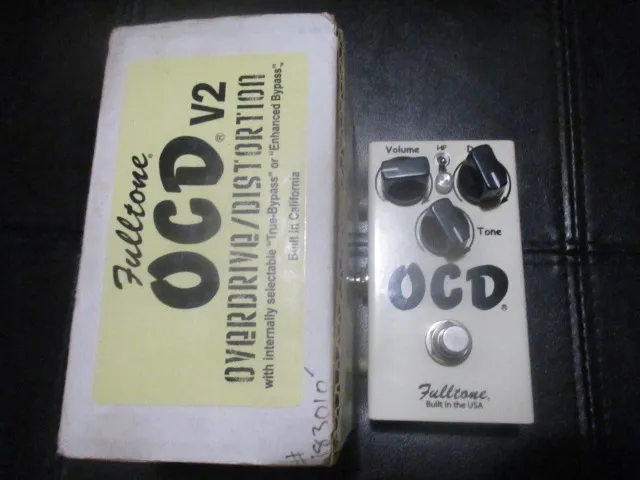 Fulltone®
OCD® V2
OVERDRIVE/DISTORTION
with internally selectable "True-Bypass" or "Enhanced Bypass"
Built in California
Volume
HP
D
Tone
OCD®
Fulltone®
Built in the USA